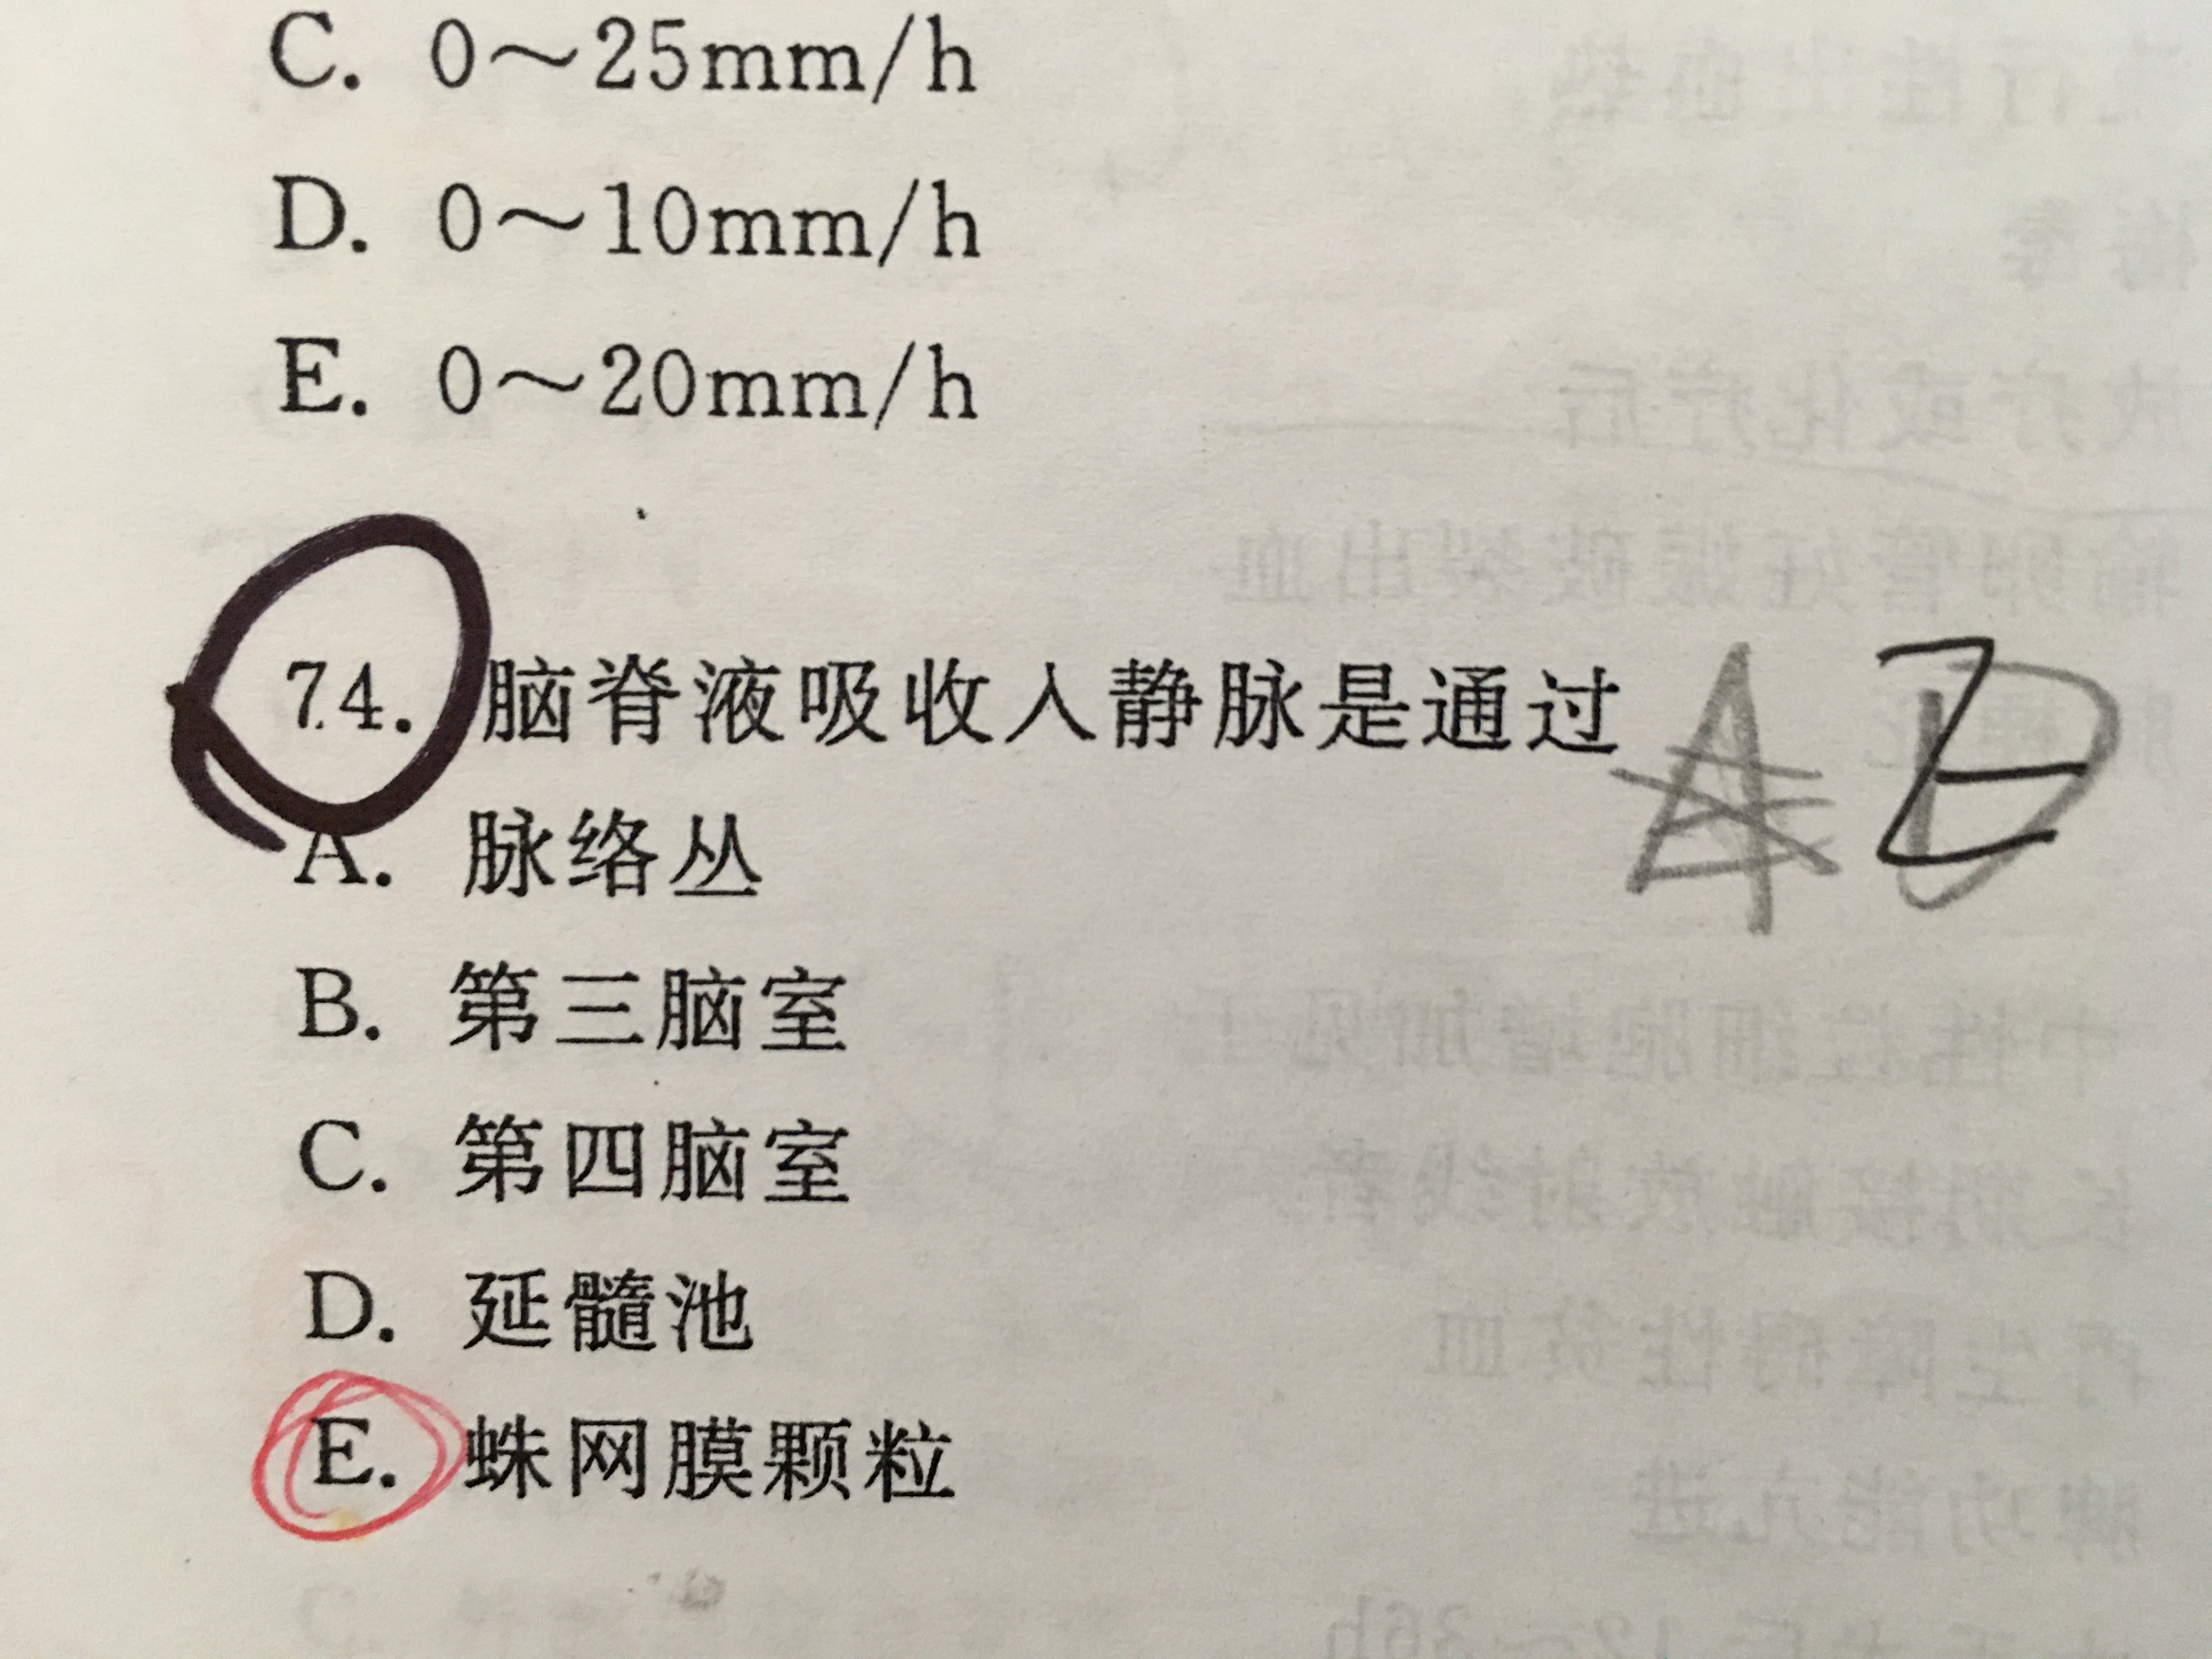 C. 0～25mm/h
D. 0～10mm/h
E. 0～20mm/h
74. 脑脊液吸收入静脉是通过
A. 脉络丛
B. 第三脑室
C. 第四脑室
D. 延髓池
E. 蛛网膜颗粒